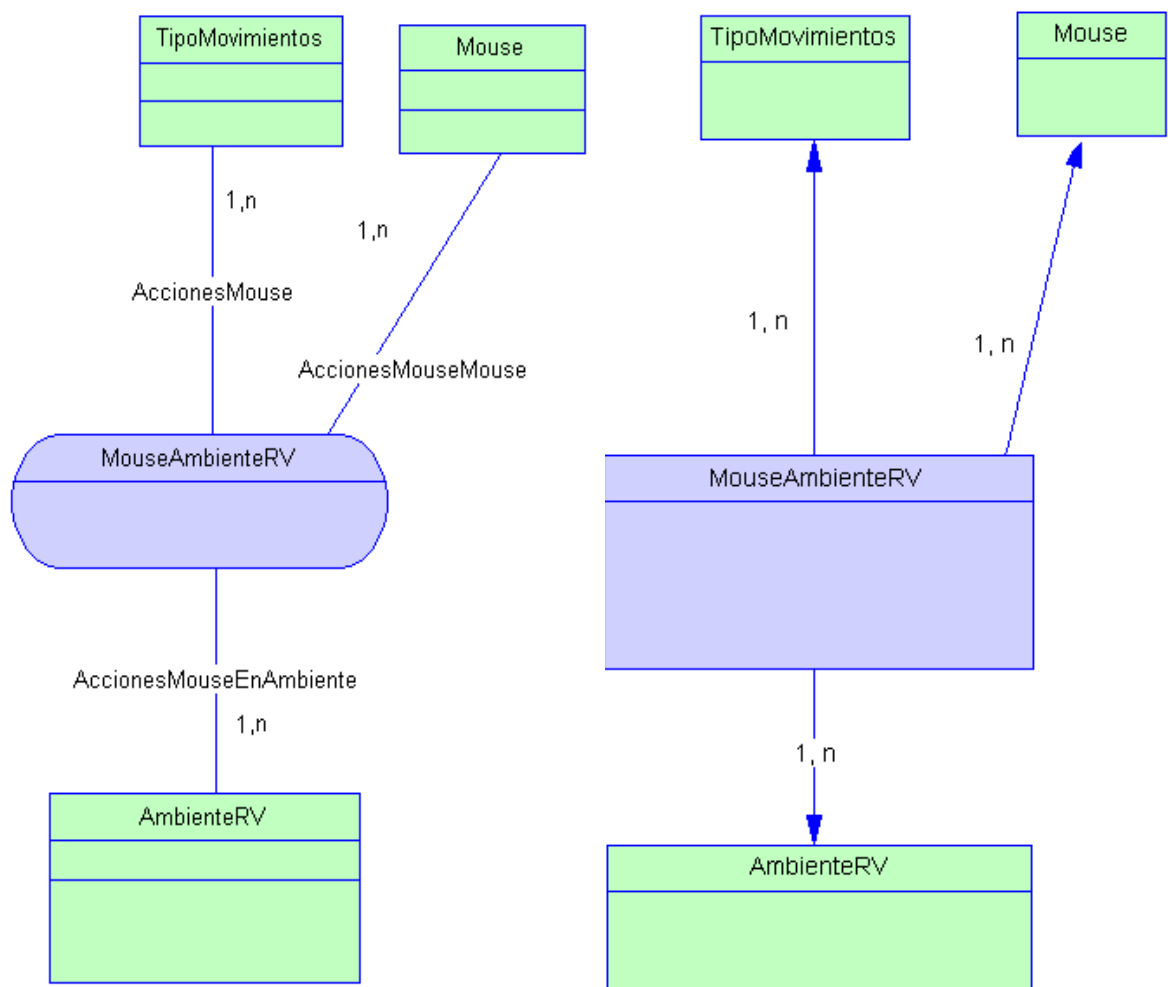 TipoMovimientos
Mouse
1,n
1,n
AccionesMouse
AccionesMouseMouse
MouseAmbienteRV
AccionesMouseEnAmbiente
1,n
AmbienteRV
TipoMovimientos
Mouse
1, n
1, n
MouseAmbienteRV
1, n
AmbienteRV